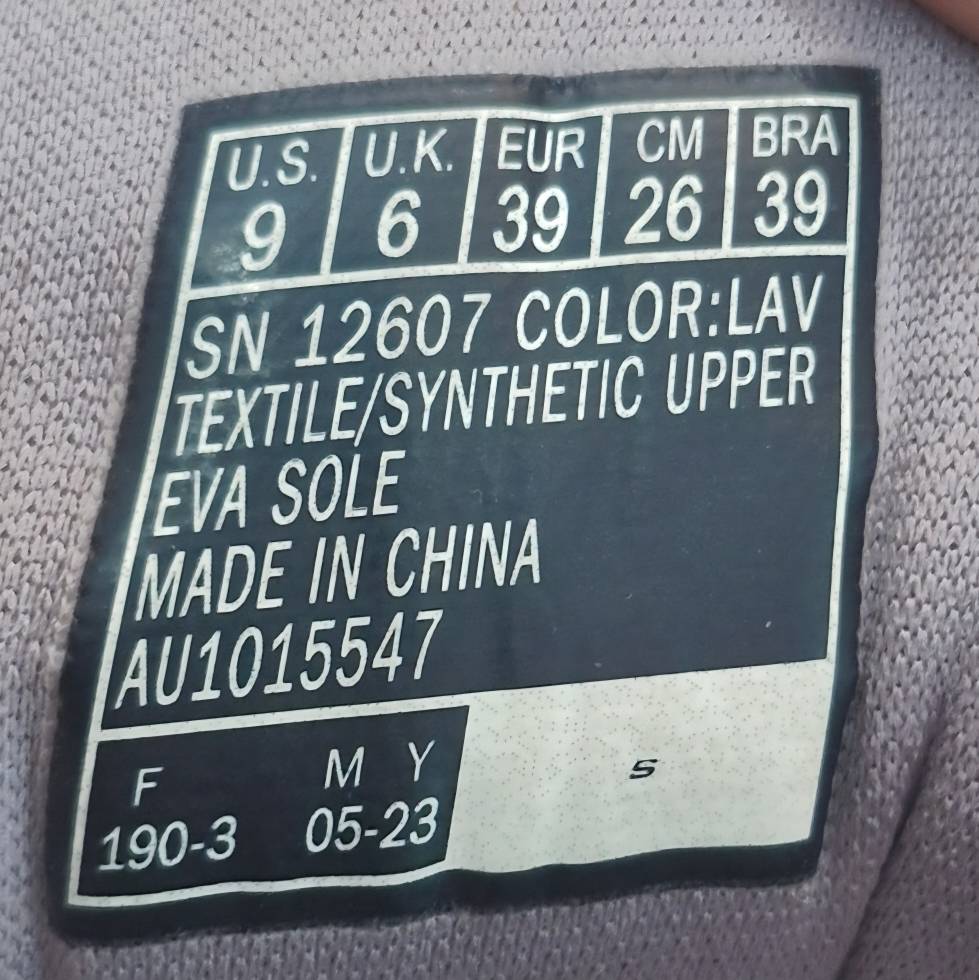 U.S. U.K. EUR CM BRA
9 6 39 26 39
SN 12607 COLOR:LAV
TEXTILE/SYNTHETIC UPPER
EVA SOLE
MADE IN CHINA
AU1015547
F M Y
190-3 05-23
S